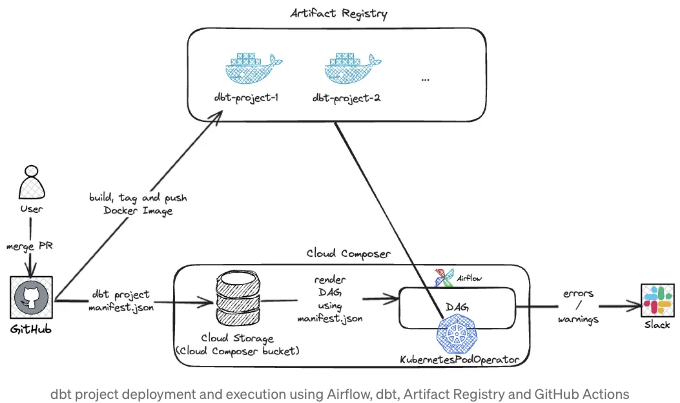 Artifact Registry
dbt-project-1
dbt-project-2
...
build, tag and push
Docker Image
User
merge PR
GitHub
dbt project
manifest.json
Cloud Composer
Cloud Storage
(Cloud Composer bucket)
render
DAG
using
manifest.json
Airflow
DAG
KubernetesPodOperator
errors
/
warnings
Slack
dbt project deployment and execution using Airflow, dbt, Artifact Registry and GitHub Actions